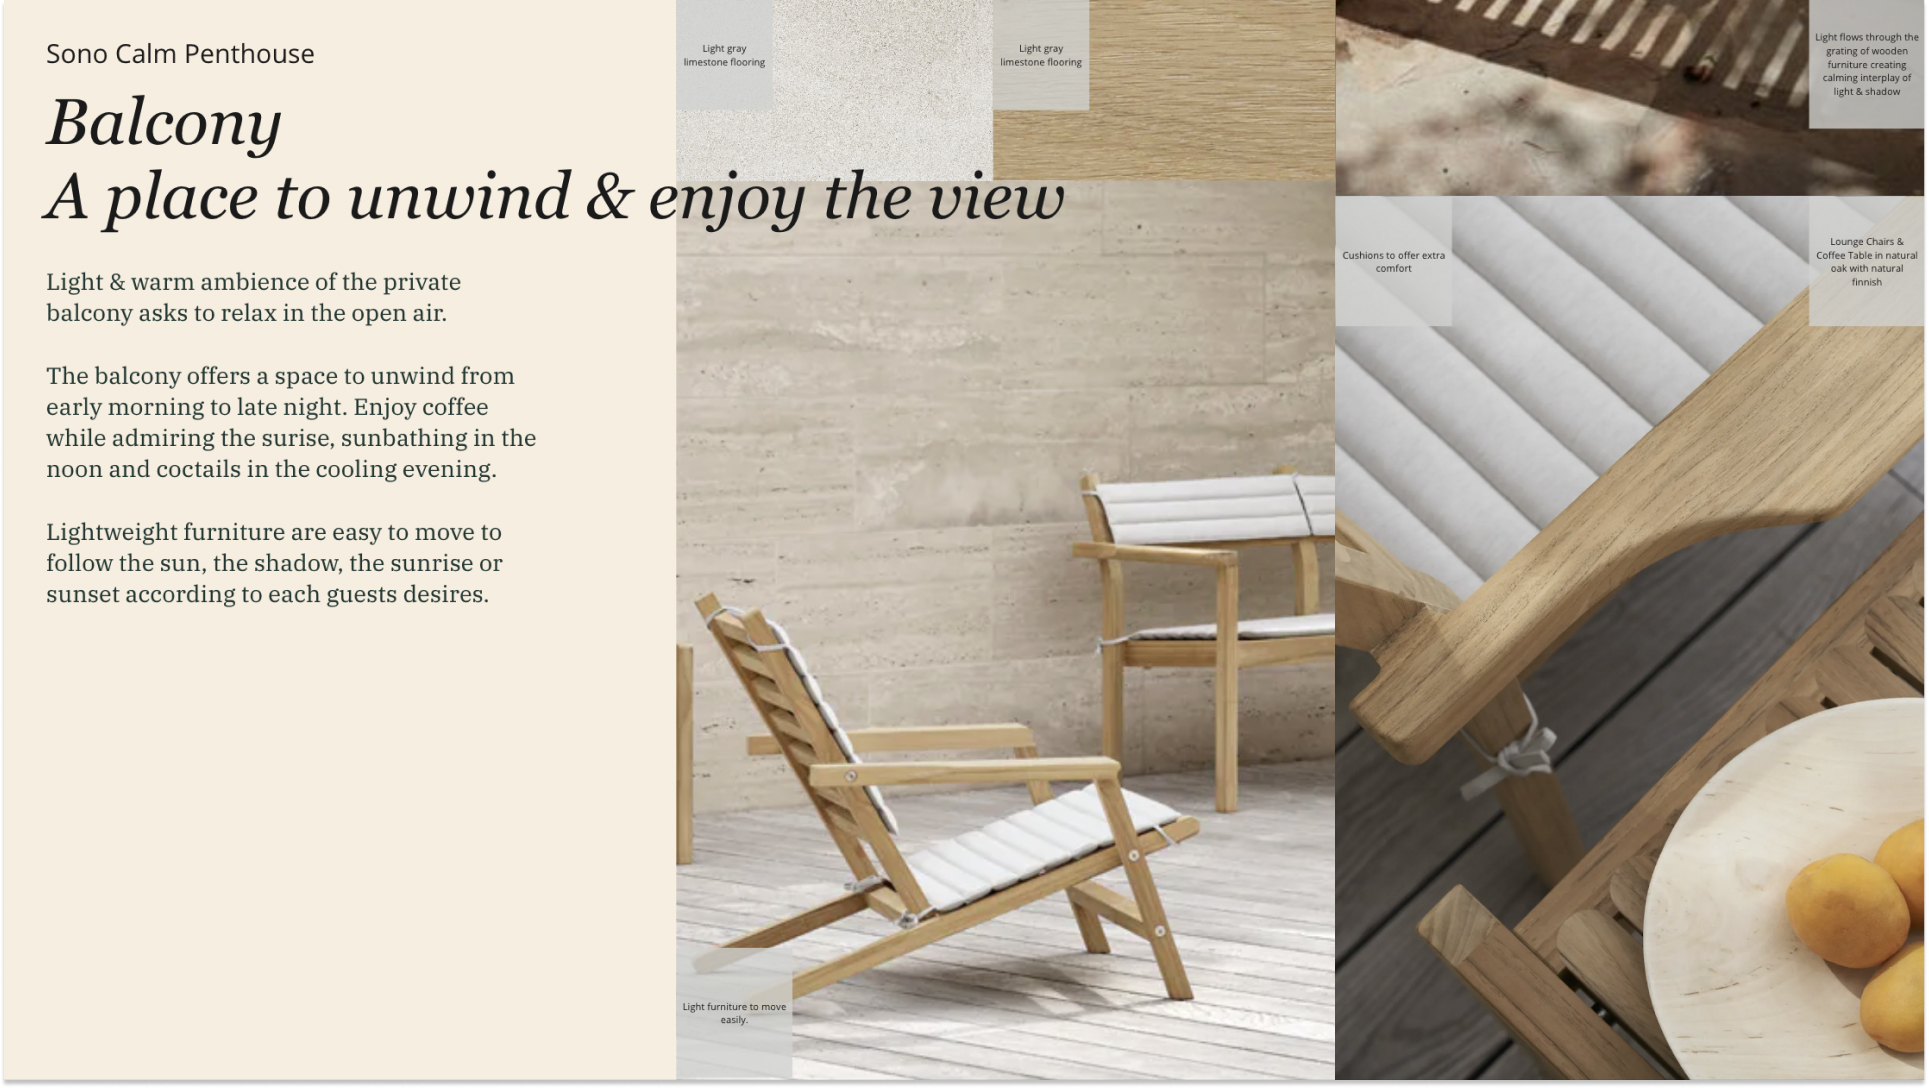 Sono Calm Penthouse
Balcony
A place to unwind & enjoy the view
Light & warm ambience of the private
balcony asks to relax in the open air.
The balcony offers a space to unwind from
early morning to late night. Enjoy coffee
while admiring the surise, sunbathing in the
noon and coctails in the cooling evening.
Lightweight furniture are easy to move to
follow the sun, the shadow, the sunrise or
sunset according to each guests desires.
Light gray
limestone flooring
Light gray
limestone flooring
Light flows through the
grating of wooden
furniture creating
calming interplay of
light & shadow
Cushions to offer extra
comfort
Lounge Chairs &
Coffee Table in natural
oak with natural
finnish
Light furniture to move
easily.